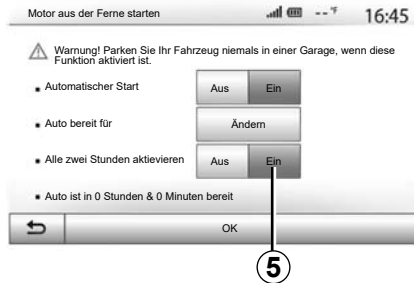 Motor aus der Ferne starten -- °F 16:45
Warnung! Parken Sie Ihr Fahrzeug niemals in einer Garage, wenn diese
Funktion aktiviert ist.
Automatischer Start Aus Ein
Auto bereit für Ändern
Alle zwei Stunden aktevieren Aus Ein
Auto ist in 0 Stunden & 0 Minuten bereit
OK
5